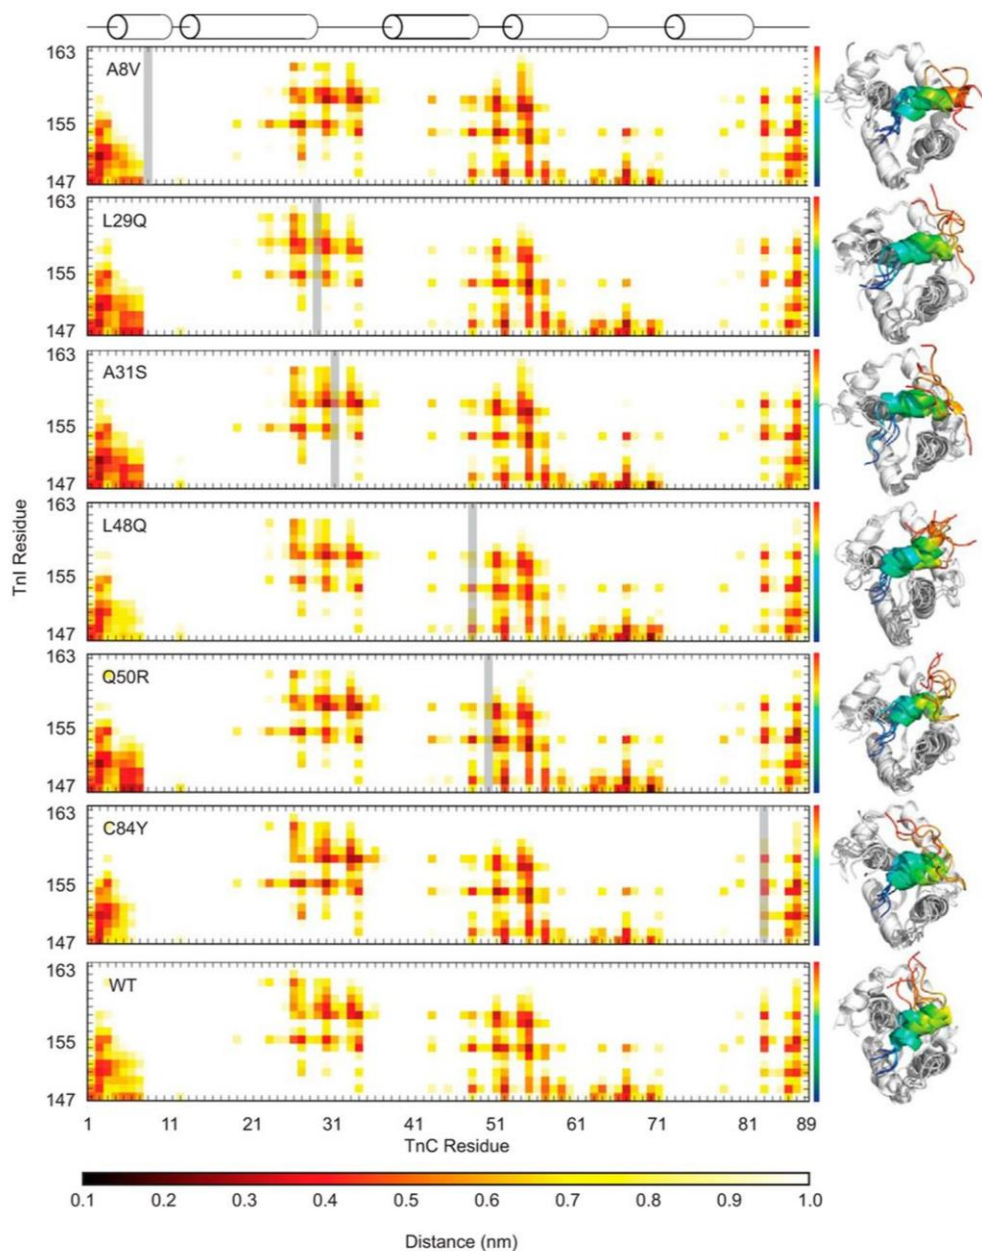 163
A8V
155
147
163
L29Q
155
147
163
A31S
155
147
163
L48Q
TnI Residue
155
147
163
Q50R
155
147
163
C84Y
155
147
163
WT
155
147
1 11 21 31 41 51 61 71 81 89
TnC Residue
0.1 0.2 0.3 0.4 0.5 0.6 0.7 0.8 0.9 1.0
Distance (nm)